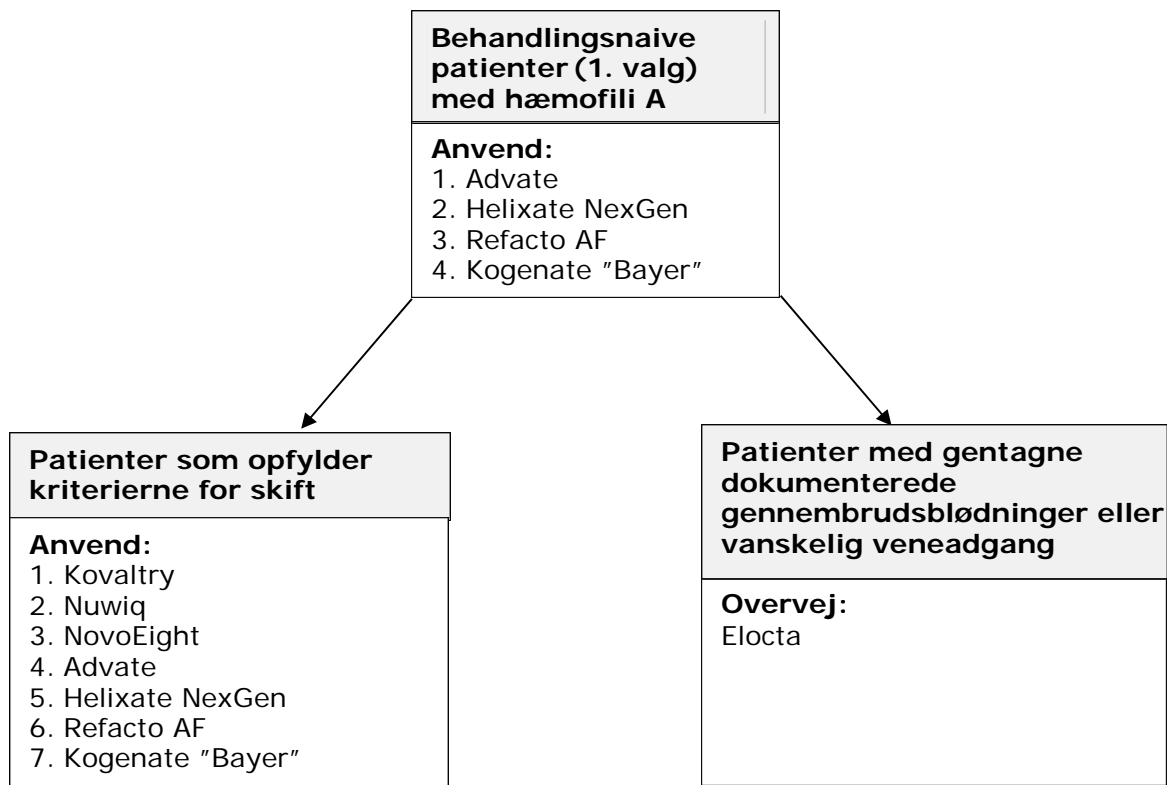 Behandlingsnaive
patienter (1. valg)
med hæmofili A
Anvend:
1. Advate
2. Helixate NexGen
3. Refacto AF
4. Kogenate ″Bayer″
Patienter som opfylder
kriterierne for skift
Anvend:
1. Kovaltry
2. Nuwiq
3. NovoEight
4. Advate
5. Helixate NexGen
6. Refacto AF
7. Kogenate ″Bayer″
Patienter med gentagne
dokumenterede
gennembrudsblødninger eller
vanskelig veneadgang
Overvej:
Elocta